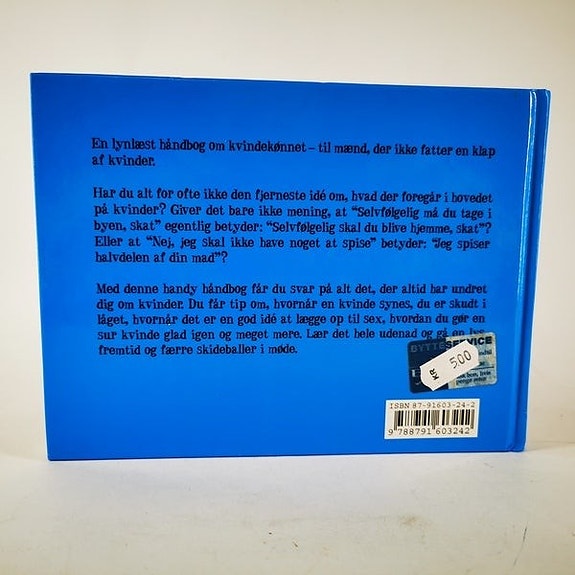 En lynlæst håndbog om kvindekønnet – til mænd, der ikke fatter en klap
af kvinder.
Har du alt for ofte ikke den fjerneste idé om, hvad der foregår i hovedet
på kvinder? Giver det bare ikke mening, at "Selvfølgelig må du tage i
byen, skat" egentlig betyder: "Selvfølgelig skal du blive hjemme, skat"?
Eller at "Nej, jeg skal ikke have noget at spise" betyder: "Jeg spiser
halvdelen af din mad"?
Med denne handy håndbog får du svar på alt det, der altid har undret
dig om kvinder. Du får tip om, hvornår en kvinde synes, du er skudt i
låget, hvornår det er en god idé at lægge op til sex, hvordan du gør en
sur kvinde glad igen og meget mere. Lær det hele udenad og gå en lys
fremtid og færre skideballer i møde.
BYTTESERVICE
KR 500
penge retur
ISBN 87-91603-24-2
9 788791 603242